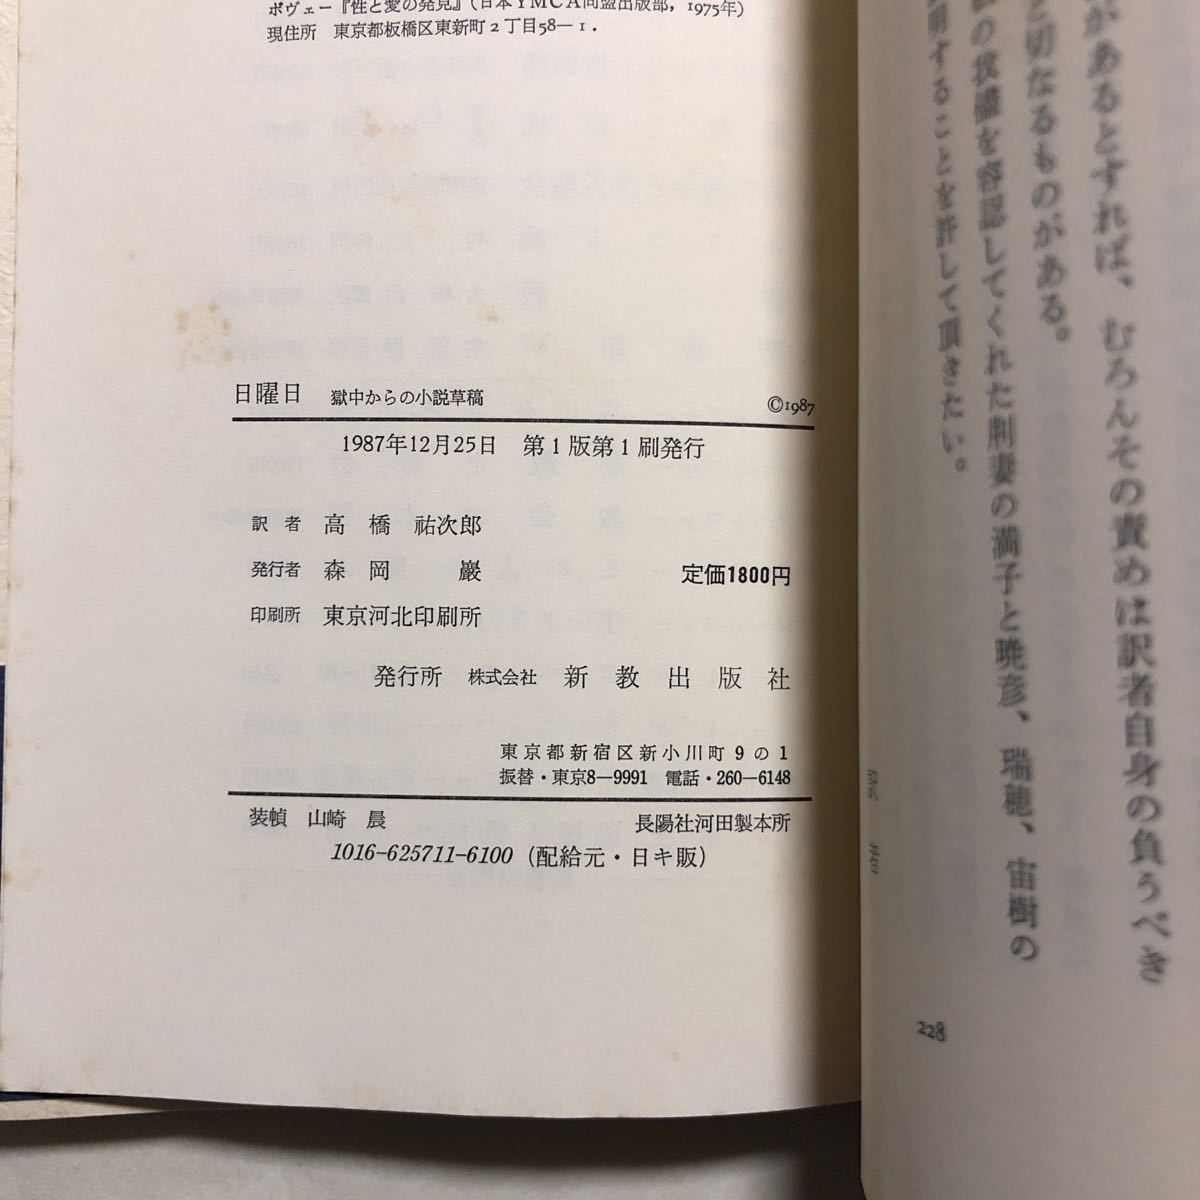 ボヴェー『性と愛の発見』(日本YMCA同盟出版部, 1975年)
現住所 東京都板橋区東新町2丁目58—1.
日曜日 獄中からの小説草稿 ©1987
1987年12月25日 第1版第1刷発行
訳者 高橋祐次郎
発行者 森岡巌 定価1800円
印刷所 東京河北印刷所
発行所 株式会社 新教出版社
東京都新宿区新小川町9の1
振替・東京8—9991 電話・260—6148
装幀 山崎晨 長陽社河田製本所
1016-625711-6100(配給元・日キ販)
があるとすれば、むろんその責めは訳者自身の負うべき
切なるものがある。
の我儘を容認してくれた荊妻の満子と暁彦、瑞穂、宙樹の
明することを許して頂きたい。
訳者
228